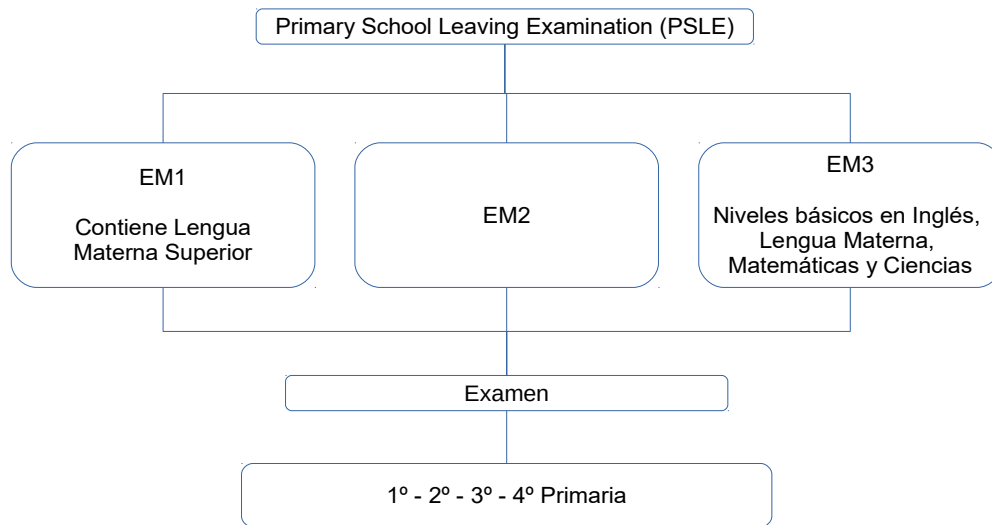 Primary School Leaving Examination (PSLE)
EM1
Contiene Lengua
Materna Superior
EM2
EM3
Niveles básicos en Inglés,
Lengua Materna,
Matemáticas y Ciencias
Examen
1º - 2º - 3º - 4º Primaria